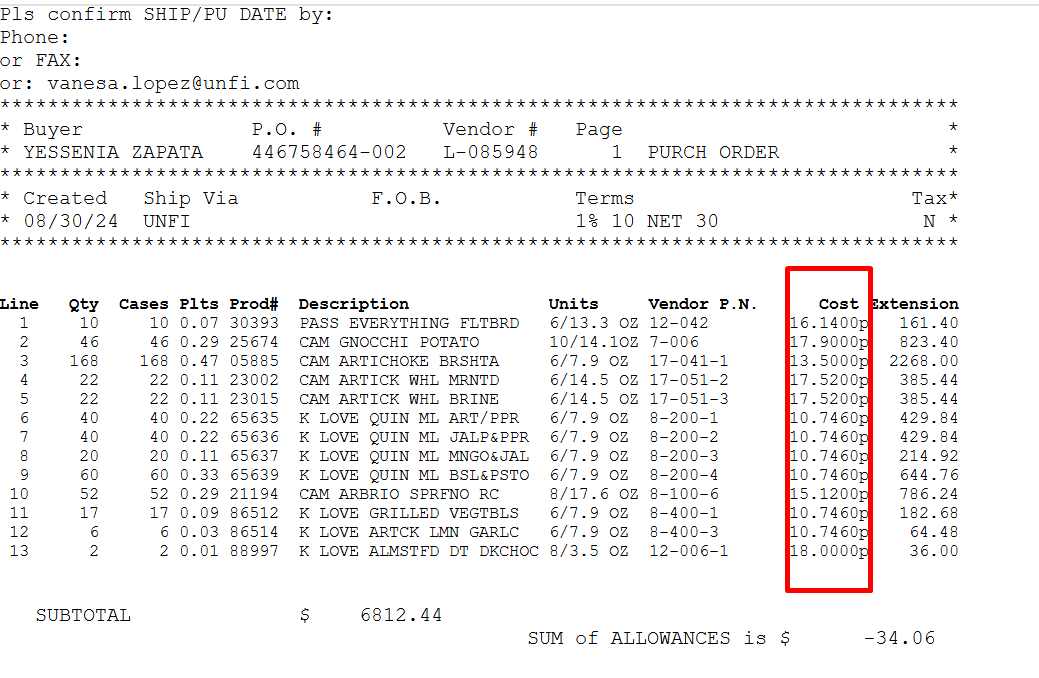 Pls confirm SHIP/PU DATE by:
Phone:
or FAX:
or: vanesa.lopez@unfi.com
********************************************************************************
* Buyer P.O. # Vendor # Page *
* YESSENIA ZAPATA 446758464-002 L-085948 1 PURCH ORDER *
********************************************************************************
* Created Ship Via F.O.B. Terms Tax*
* 08/30/24 UNFI 1% 10 NET 30 N *
********************************************************************************
Line Qty Cases Plts Prod# Description Units Vendor P.N. Cost Extension
1 10 10 0.07 30393 PASS EVERYTHING FLTBRD 6/13.3 OZ 12-042 16.1400p 161.40
2 46 46 0.29 25674 CAM GNOCCHI POTATO 10/14.1OZ 7-006 17.9000p 823.40
3 168 168 0.47 05885 CAM ARTICHOKE BRSHTA 6/7.9 OZ 17-041-1 13.5000p 2268.00
4 22 22 0.11 23002 CAM ARTICK WHL MRNTD 6/14.5 OZ 17-051-2 17.5200p 385.44
5 22 22 0.11 23015 CAM ARTICK WHL BRINE 6/14.5 OZ 17-051-3 17.5200p 385.44
6 40 40 0.22 65635 K LOVE QUIN ML ART/PPR 6/7.9 OZ 8-200-1 10.7460p 429.84
7 40 40 0.22 65636 K LOVE QUIN ML JALP&PPR 6/7.9 OZ 8-200-2 10.7460p 429.84
8 20 20 0.11 65637 K LOVE QUIN ML MNGO&JAL 6/7.9 OZ 8-200-3 10.7460p 214.92
9 60 60 0.33 65639 K LOVE QUIN ML BSL&PSTO 6/7.9 OZ 8-200-4 10.7460p 644.76
10 52 52 0.29 21194 CAM ARBRIO SPRFNO RC 8/17.6 OZ 8-100-6 15.1200p 786.24
11 17 17 0.09 86512 K LOVE GRILLED VEGTBLS 6/7.9 OZ 8-400-1 10.7460p 182.68
12 6 6 0.03 86514 K LOVE ARTCK LMN GARLC 6/7.9 OZ 8-400-3 10.7460p 64.48
13 2 2 0.01 88997 K LOVE ALMSTFD DT DKCHOC 8/3.5 OZ 12-006-1 18.0000p 36.00
SUBTOTAL $ 6812.44
SUM of ALLOWANCES is $ -34.06